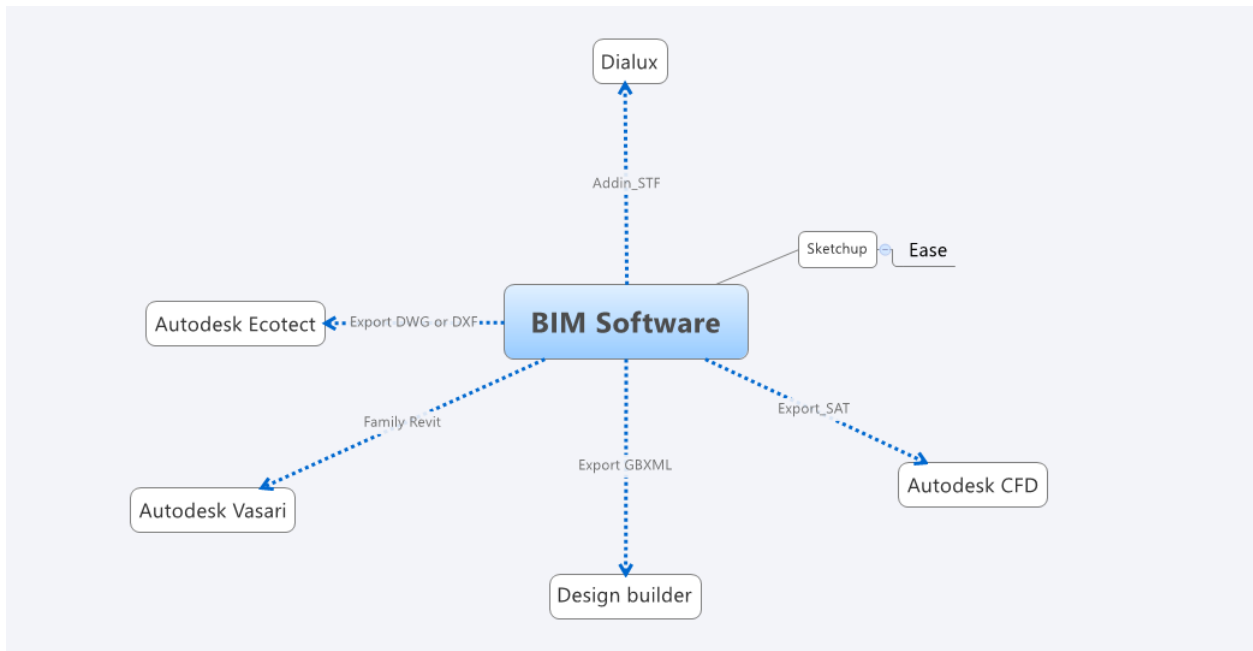 Dialux
Addin_STF
Sketchup
Ease
BIM Software
Autodesk Ecotect
Export DWG or DXF
Family Revit
Export_SAT
Export GBXML
Autodesk CFD
Autodesk Vasari
Design builder